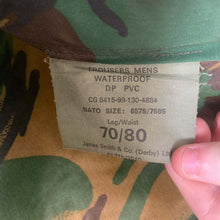 TROUSERS MENS
WATERPROOF
DP PVC
CG 8415-99-130-4884
NATO SIZE: 6575/7585
Leg/Waist
70/80
James Smith & Co. (Derby) Ltd